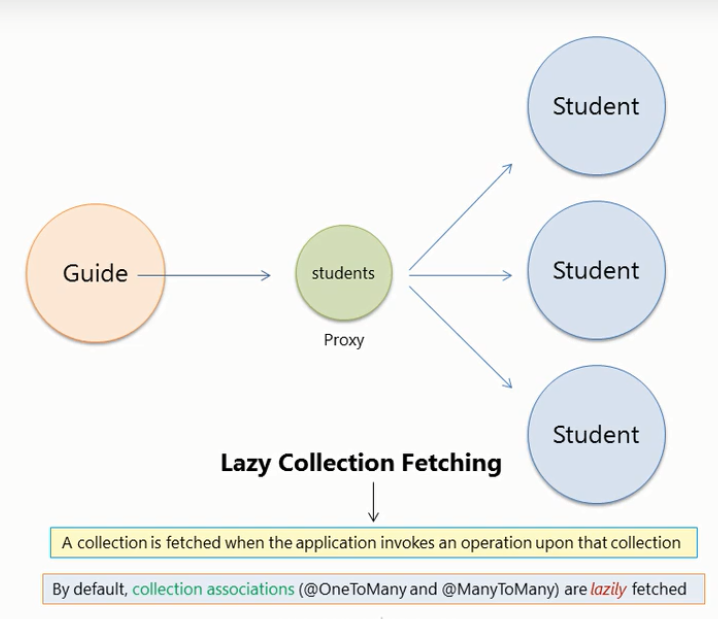 Student
Guide
students
Student
Proxy
Student
Lazy Collection Fetching
A collection is fetched when the application invokes an operation upon that collection
By default, collection associations (@OneToMany and @ManyToMany) are lazily fetched